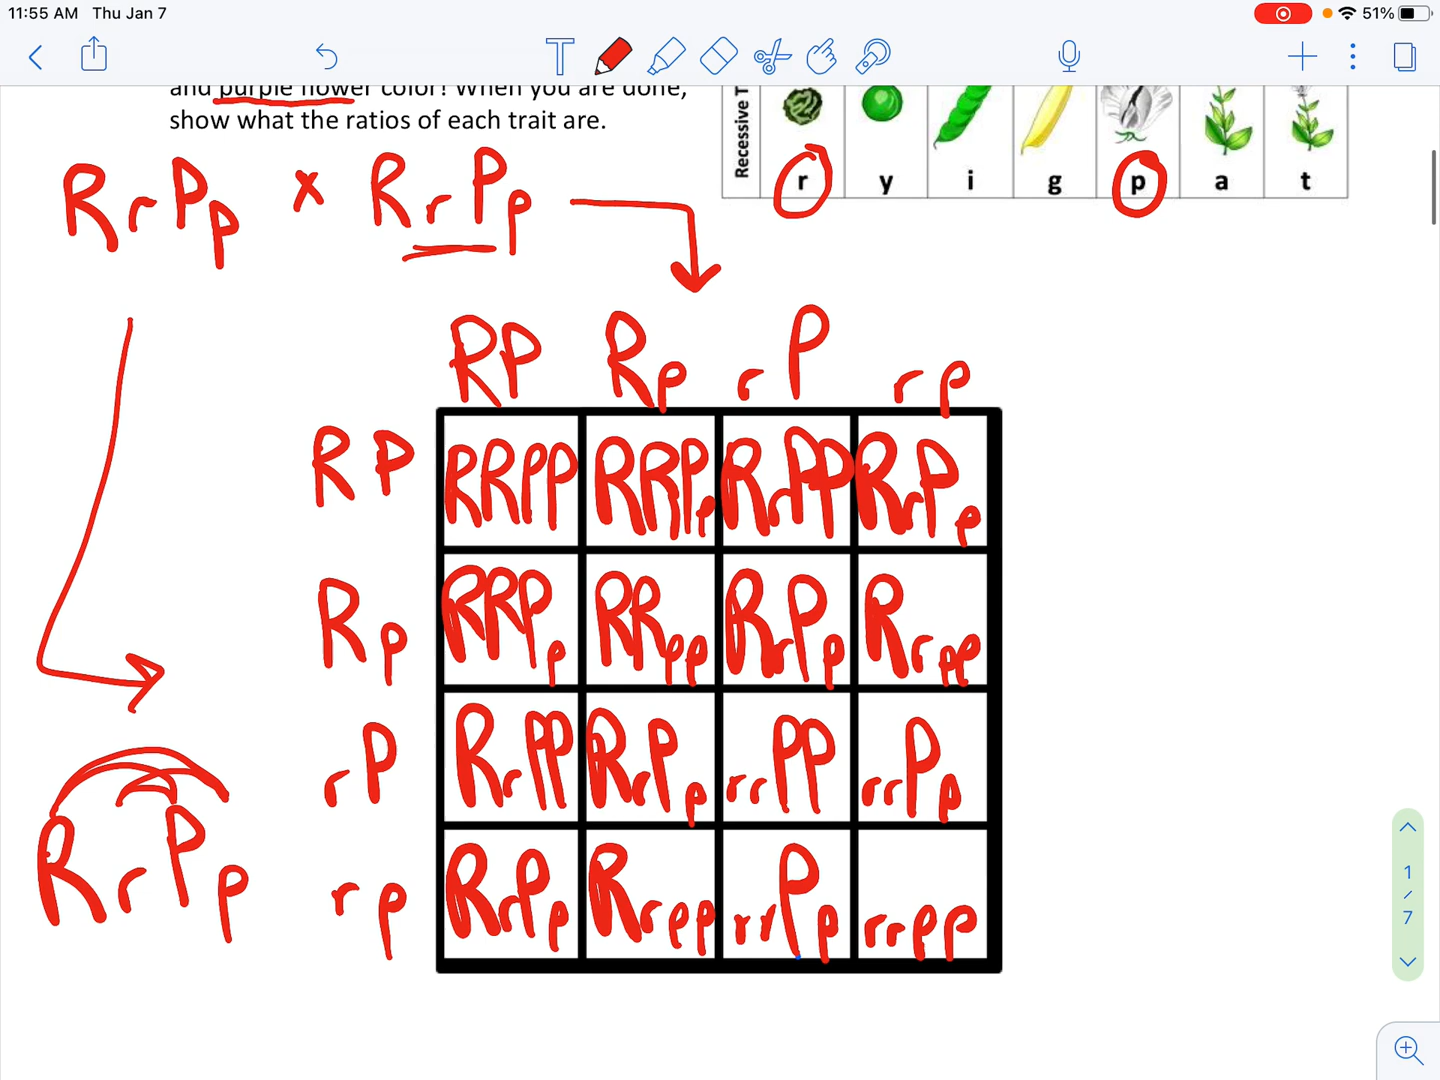 11:55 AM Thu Jan 7
51%
T
and purple flower color! When you are done,
show what the ratios of each trait are.
Recessive T
r y i g p a t
RrPp x RrPp
RP Rp rP rp
RP RRPP RRPp RrPP RrPp
Rp RRPp RRpp RrPp Rrpp
rP RrPP RrPp rrPP rrPp
RrPp
rp RrPp Rrpp rrPp rrpp
1
/
7